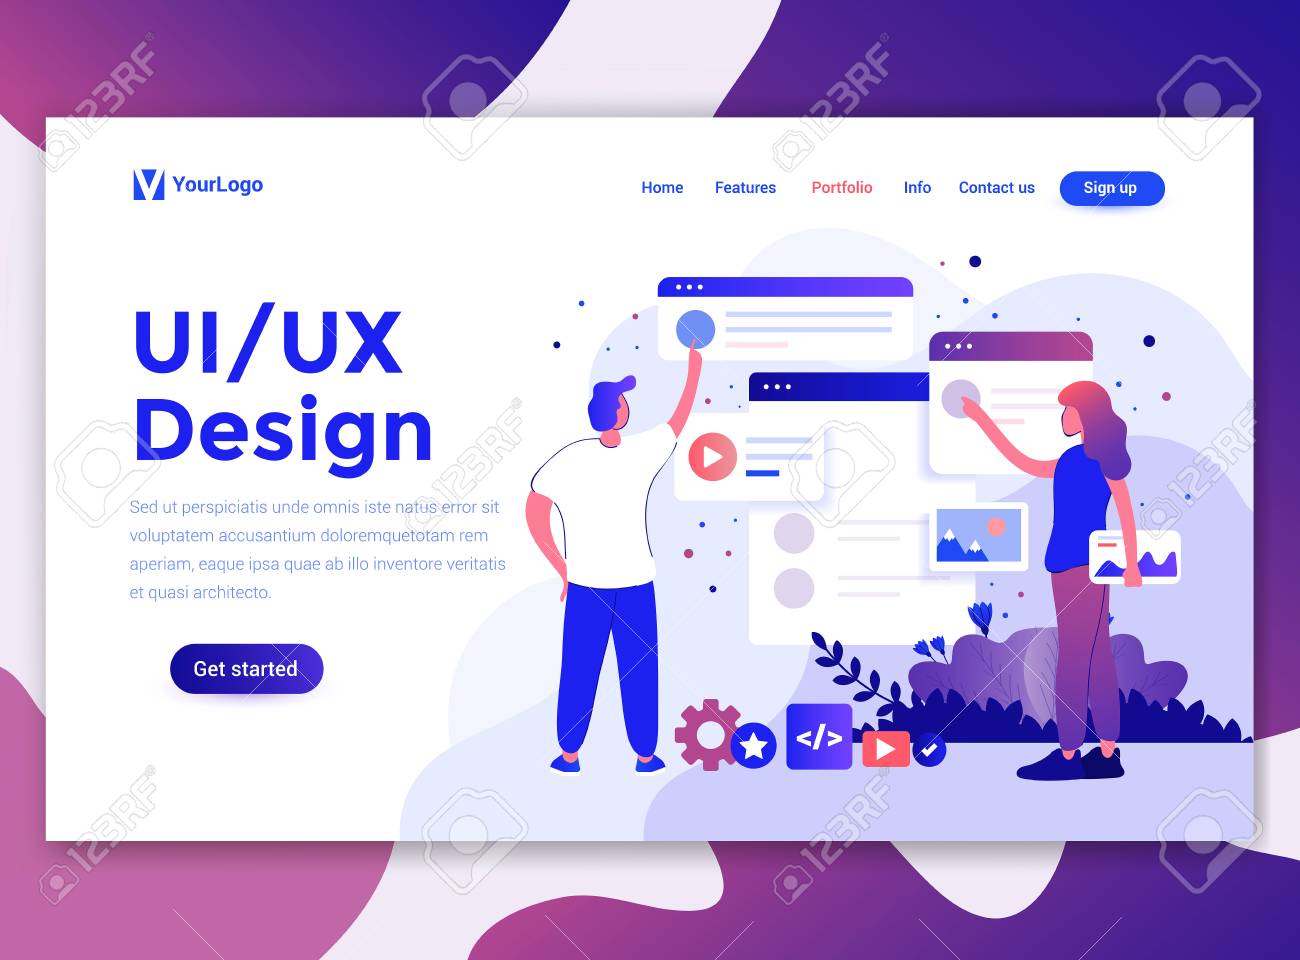 YourLogo
Home Features Portfolio Info Contact us Sign up
UI/UX
Design
Sed ut perspiciatis unde omnis iste natus error sit
voluptatem accusantium doloremquetotam rem
aperiam, eaque ipsa quae ab illo inventore veritatis
et quasi architecto.
Get started
</>
123RF
123RF
123RF
123RF
123RF
123RF
123RF